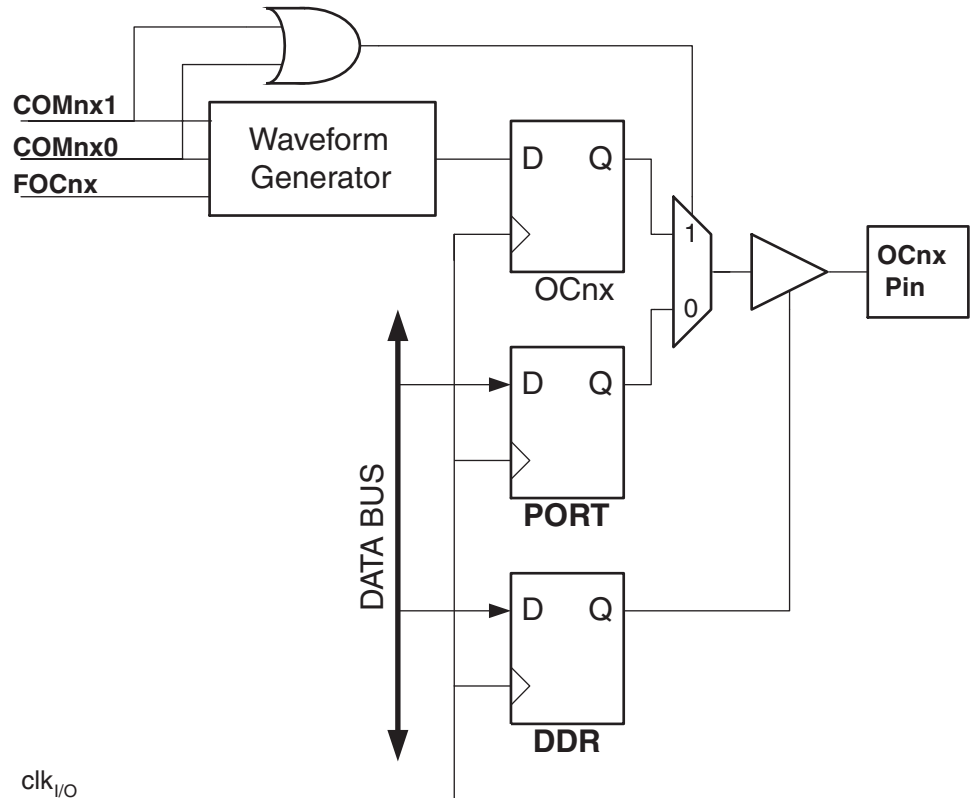 COMnx1
COMnx0
FOCnx
Waveform
Generator
D Q
OCnx
1
0
OCnx
Pin
D Q
PORT
DATA BUS
D Q
DDR
clkI/O